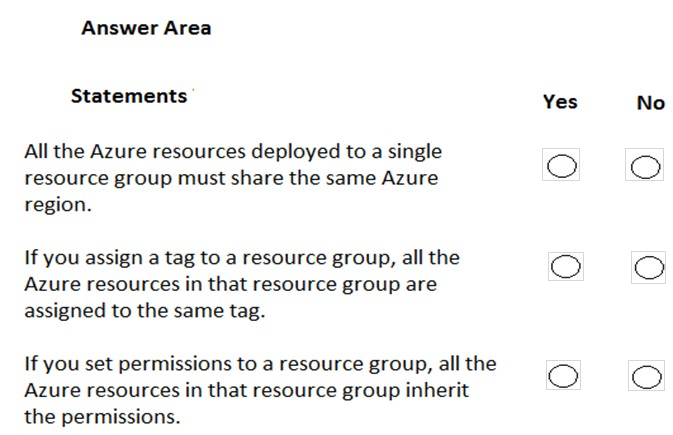 Answer Area
Statements
Yes
No
All the Azure resources deployed to a single
resource group must share the same Azure
region.
If you assign a tag to a resource group, all the
Azure resources in that resource group are
assigned to the same tag.
If you set permissions to a resource group, all the
Azure resources in that resource group inherit
the permissions.